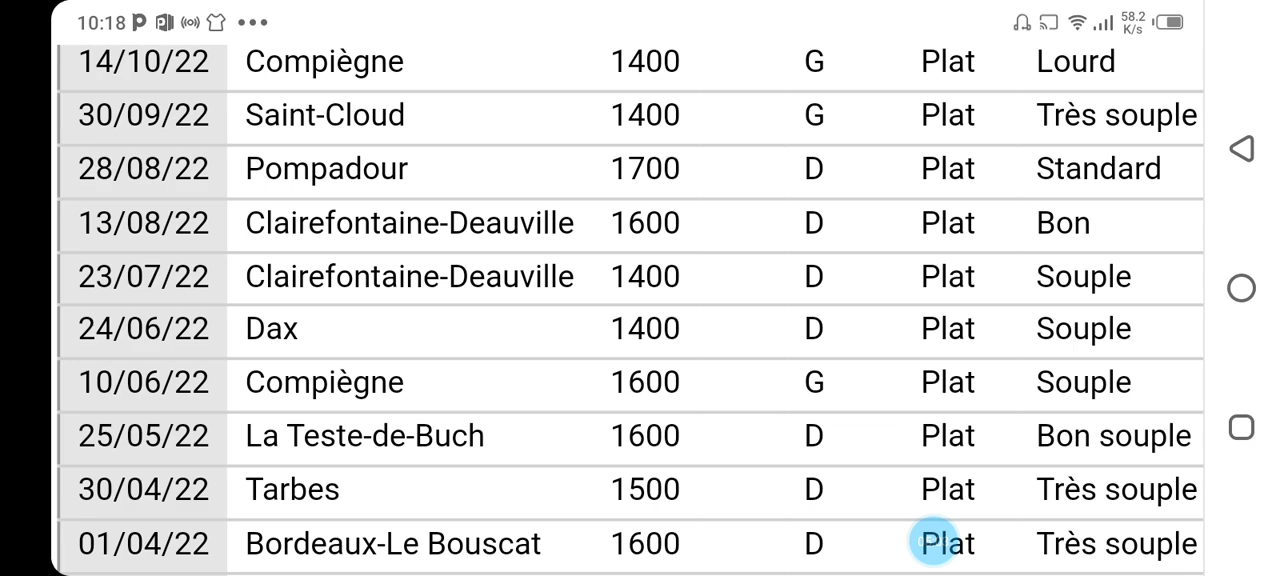 10:18 58.2 K/s
14/10/22 Compiègne 1400 G Plat Lourd
30/09/22 Saint-Cloud 1400 G Plat Très souple
28/08/22 Pompadour 1700 D Plat Standard
13/08/22 Clairefontaine-Deauville 1600 D Plat Bon
23/07/22 Clairefontaine-Deauville 1400 D Plat Souple
24/06/22 Dax 1400 D Plat Souple
10/06/22 Compiègne 1600 G Plat Souple
25/05/22 La Teste-de-Buch 1600 D Plat Bon souple
30/04/22 Tarbes 1500 D Plat Très souple
01/04/22 Bordeaux-Le Bouscat 1600 D Plat Très souple